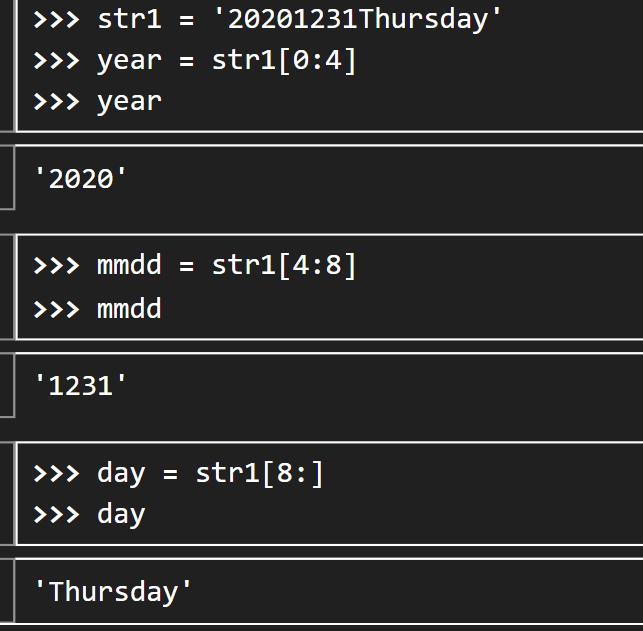 >>> str1 = '20201231Thursday'
>>> year = str1[0:4]
>>> year
'2020'
>>> mmdd = str1[4:8]
>>> mmdd
'1231'
>>> day = str1[8:]
>>> day
'Thursday'